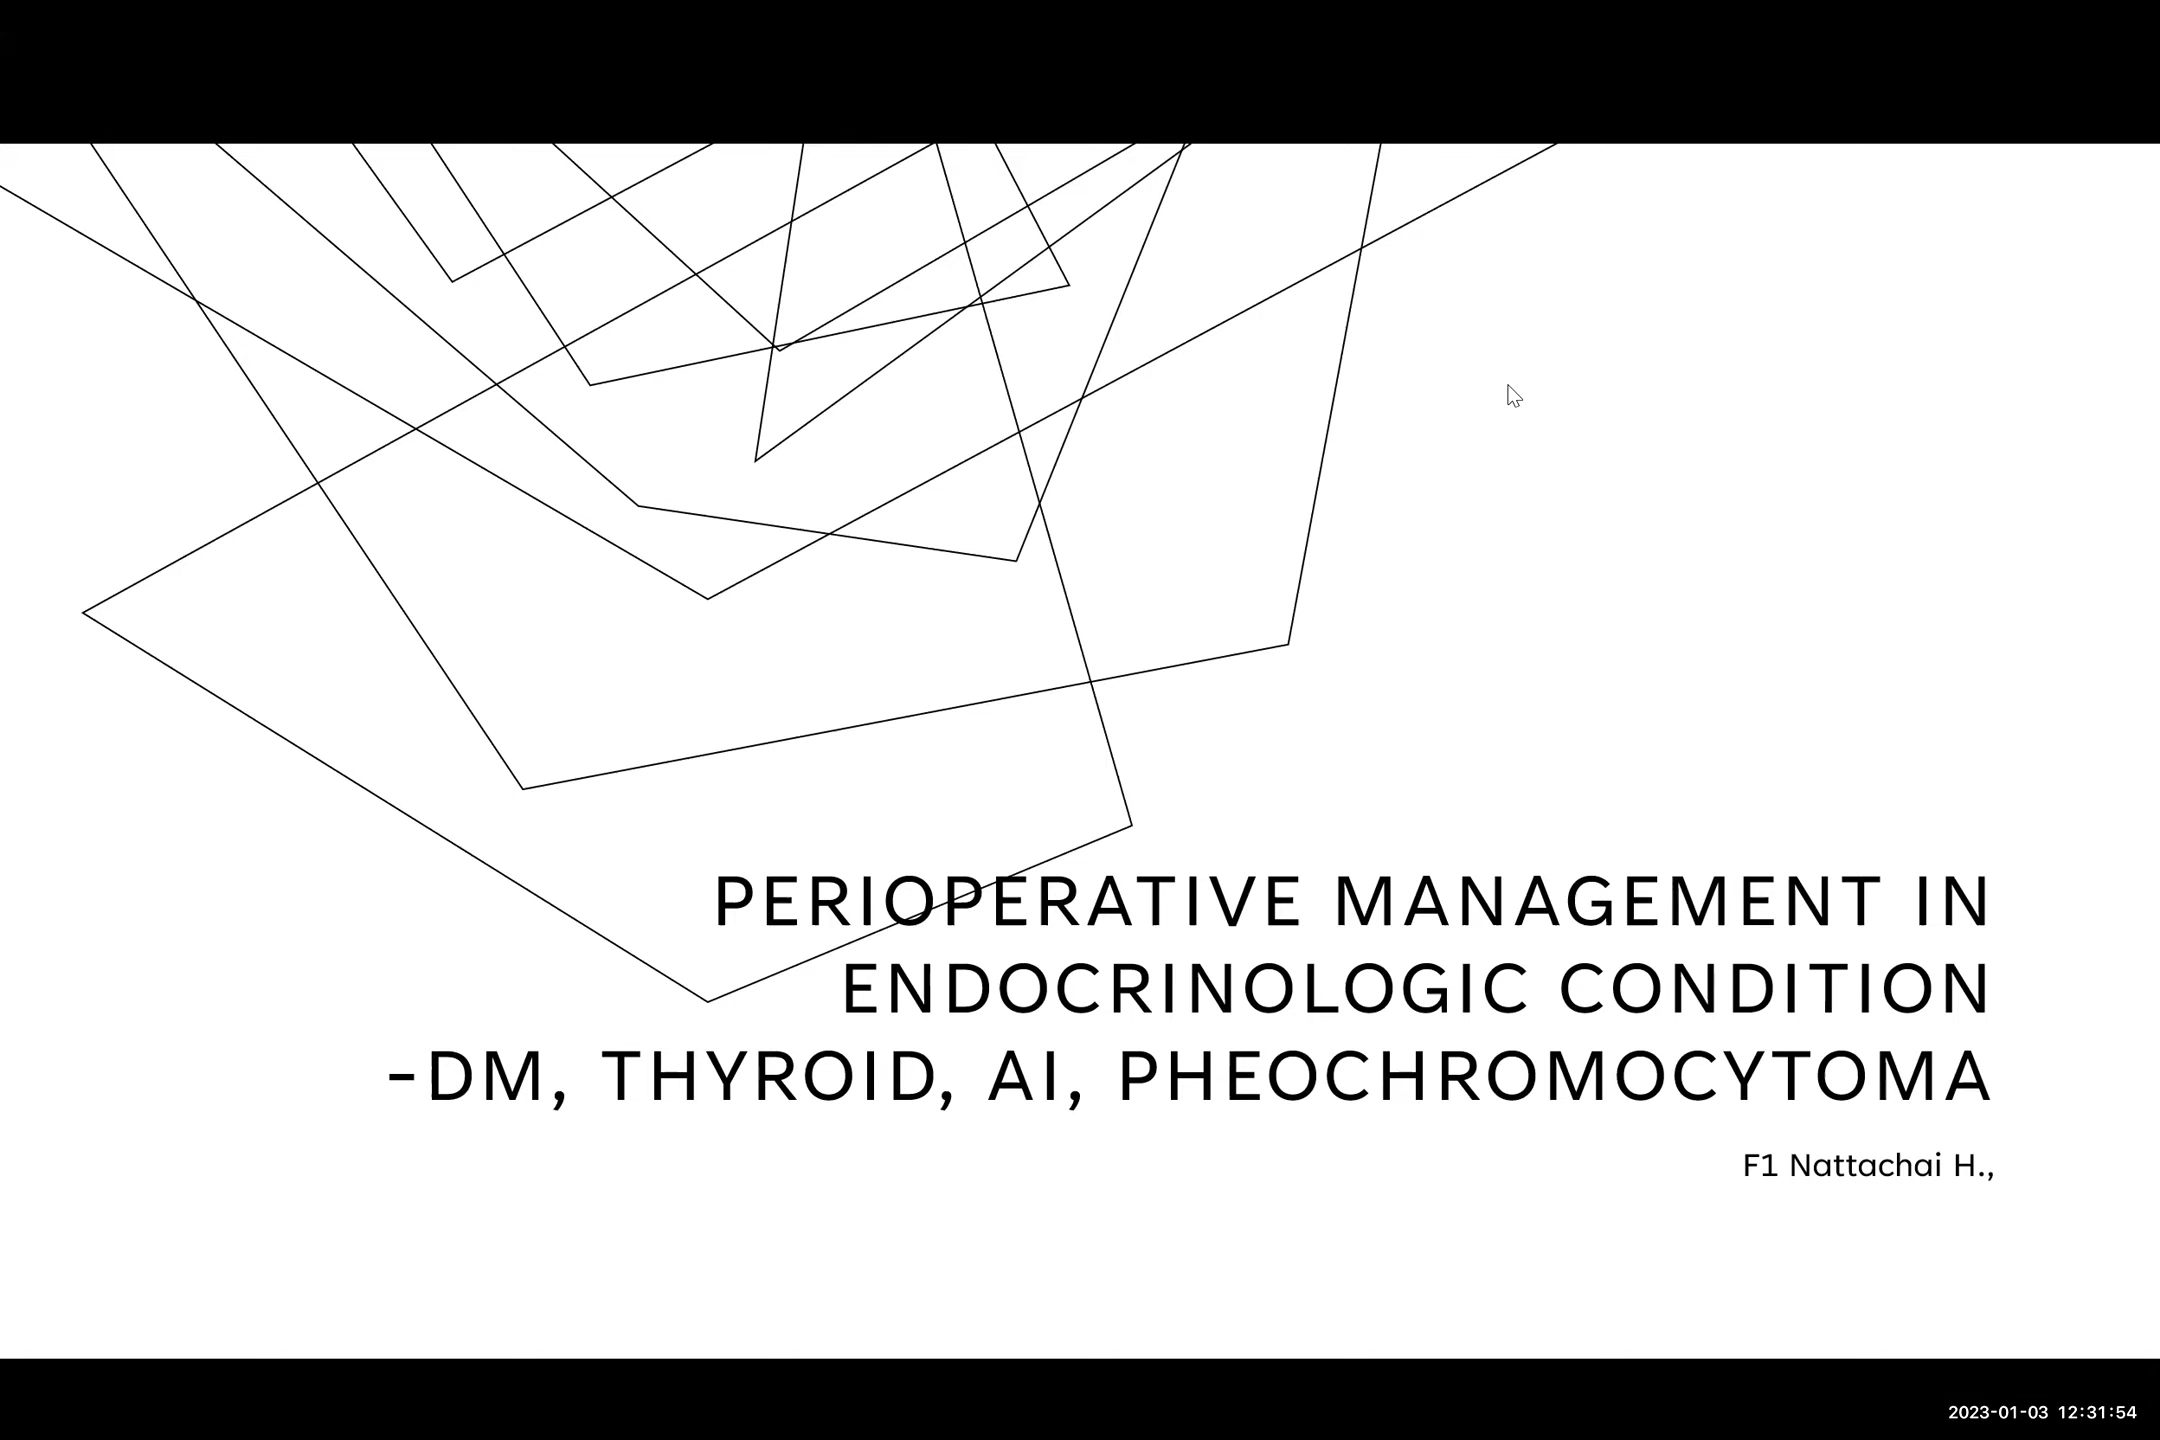 PERIOPERATIVE MANAGEMENT IN
ENDOCRINOLOGIC CONDITION
-DM, THYROID, AI, PHEOCHROMOCYTOMA
F1 Nattachai H.,
2023-01-03 12:31:54